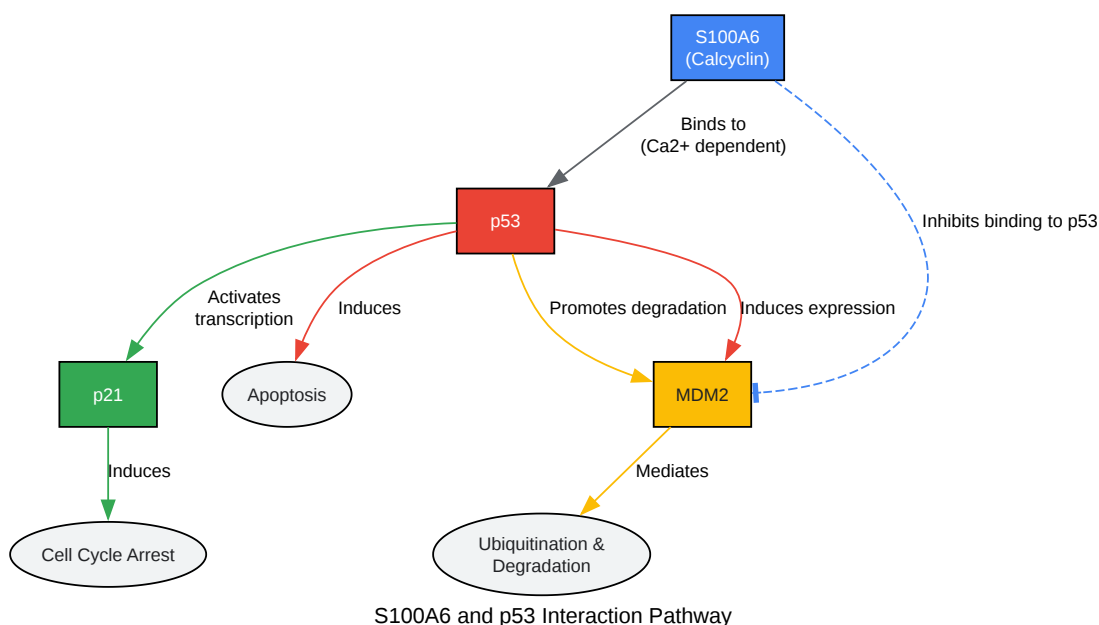 S100A6
(Calcyclin)
Binds to
(Ca2+ dependent)
p53
Inhibits binding to p53
Activates
transcription
Induces
Promotes degradation
Induces expression
p21
Apoptosis
MDM2
Induces
Mediates
Cell Cycle Arrest
Ubiquitination &
Degradation
S100A6 and p53 Interaction Pathway